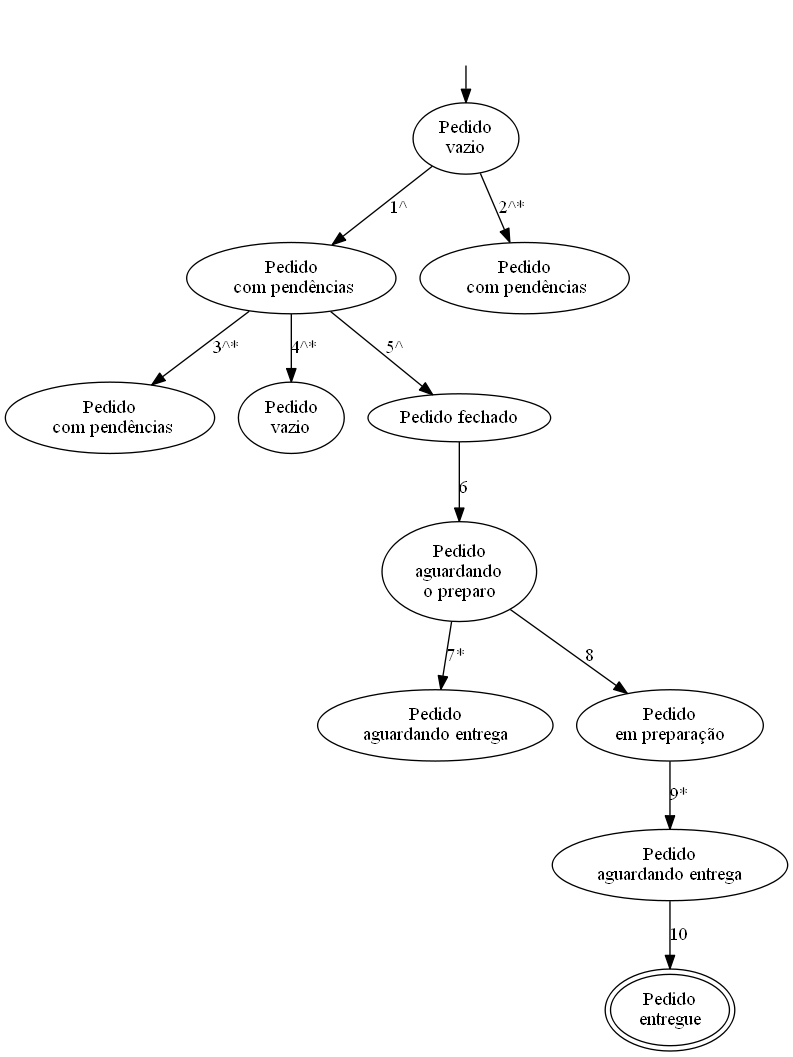 Pedido
vazio
1^
2^*
Pedido
com pendências
Pedido
com pendências
3^*
4^*
5^
Pedido
com pendências
Pedido
vazio
Pedido fechado
6
Pedido
aguardando
o preparo
7*
8
Pedido
aguardando entrega
Pedido
em preparação
9*
Pedido
aguardando entrega
10
Pedido
entregue